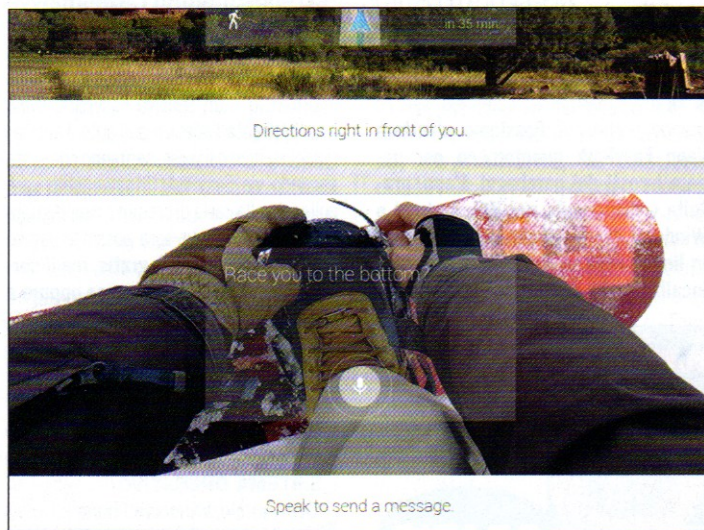 in 35 min
Directions right in front of you.
Race you to the bottom?
Speak to send a message.